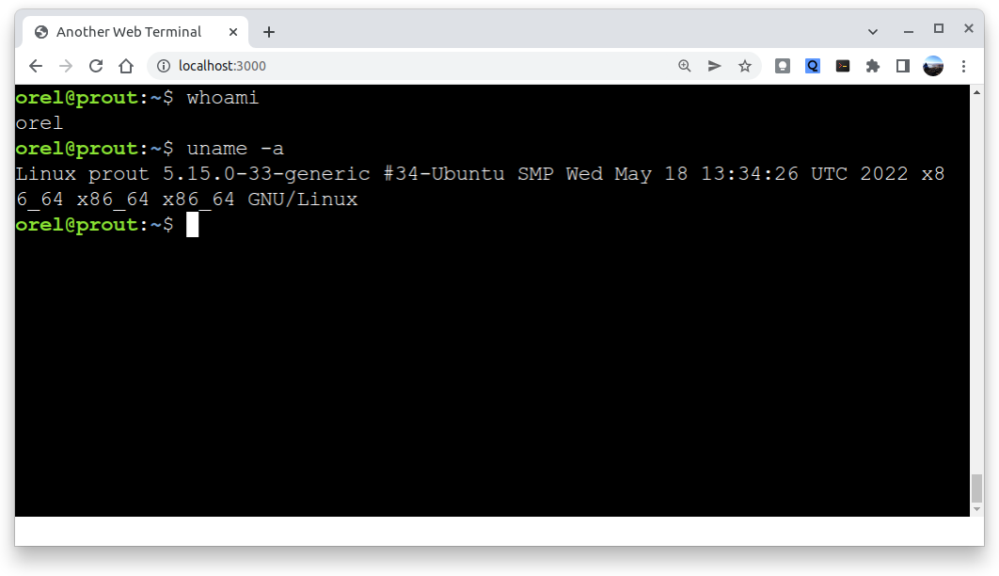 Another Web Terminal
localhost:3000
orel@prout:~$ whoami
orel
orel@prout:~$ uname -a
Linux prout 5.15.0-33-generic #34-Ubuntu SMP Wed May 18 13:34:26 UTC 2022 x8
6_64 x86_64 x86_64 GNU/Linux
orel@prout:~$